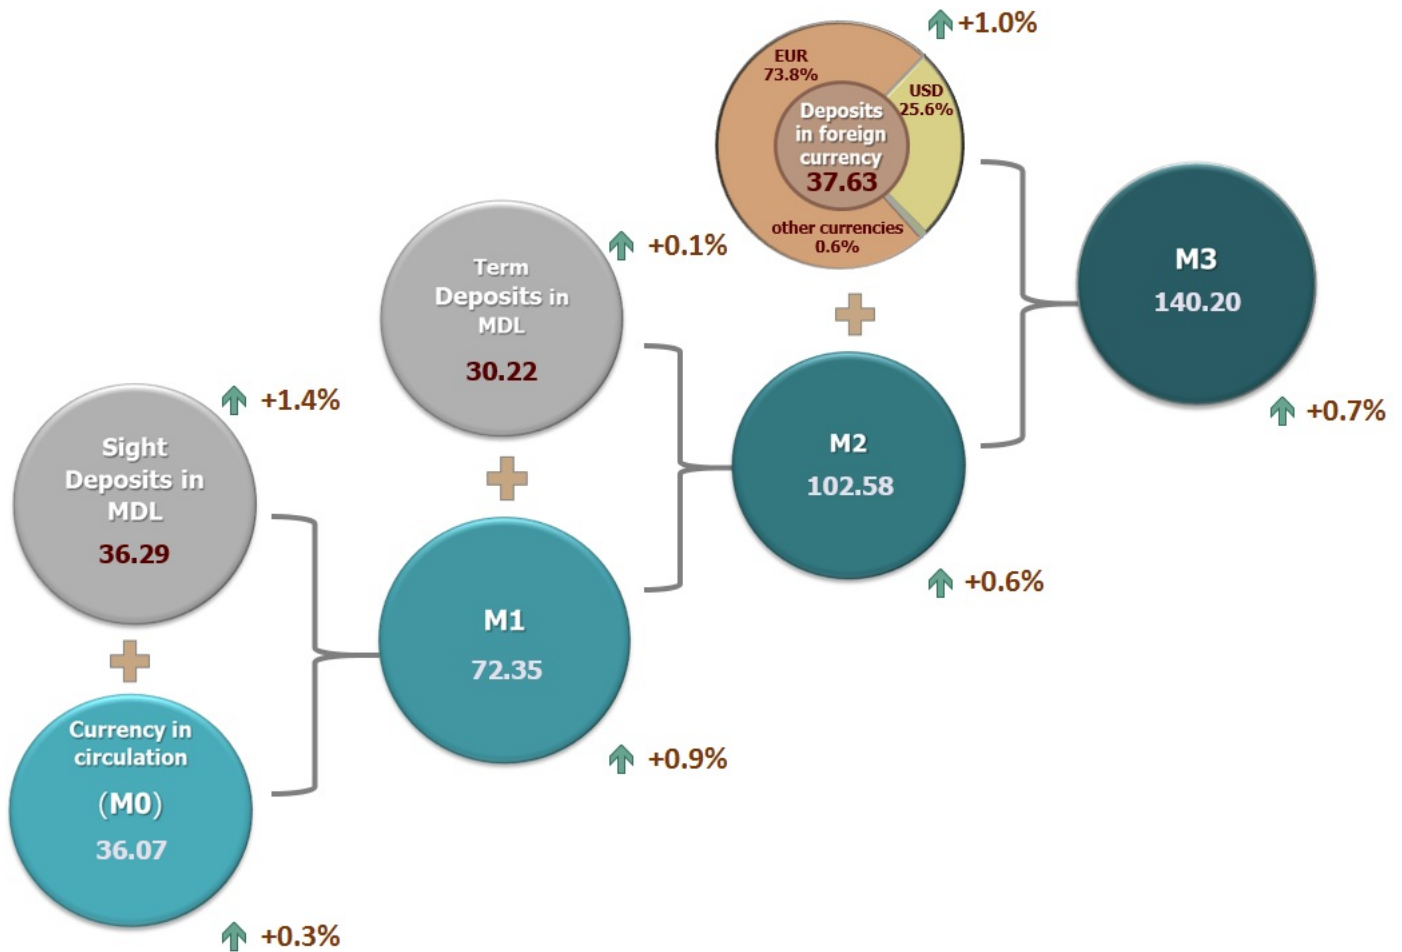 +1.0%
EUR
73.8%
USD
25.6%
Deposits
in foreign
currency
37.63
other currencies
0.6%
M3
140.20
+0.7%
Term
Deposits in
MDL
30.22
+0.1%
M2
102.58
+0.6%
Sight
Deposits in
MDL
36.29
+1.4%
M1
72.35
+0.9%
Currency in
circulation
(M0)
36.07
+0.3%